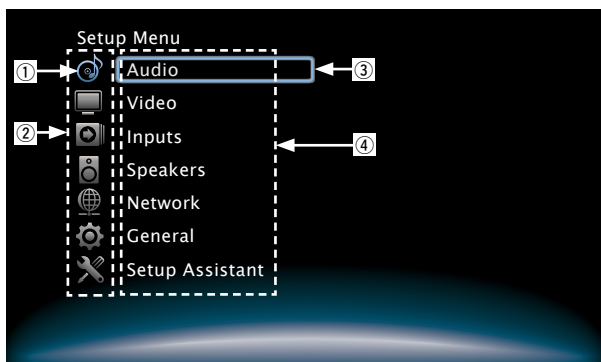 Setup Menu
① Audio ③
Video
② Inputs ④
Speakers
Network
General
Setup Assistant